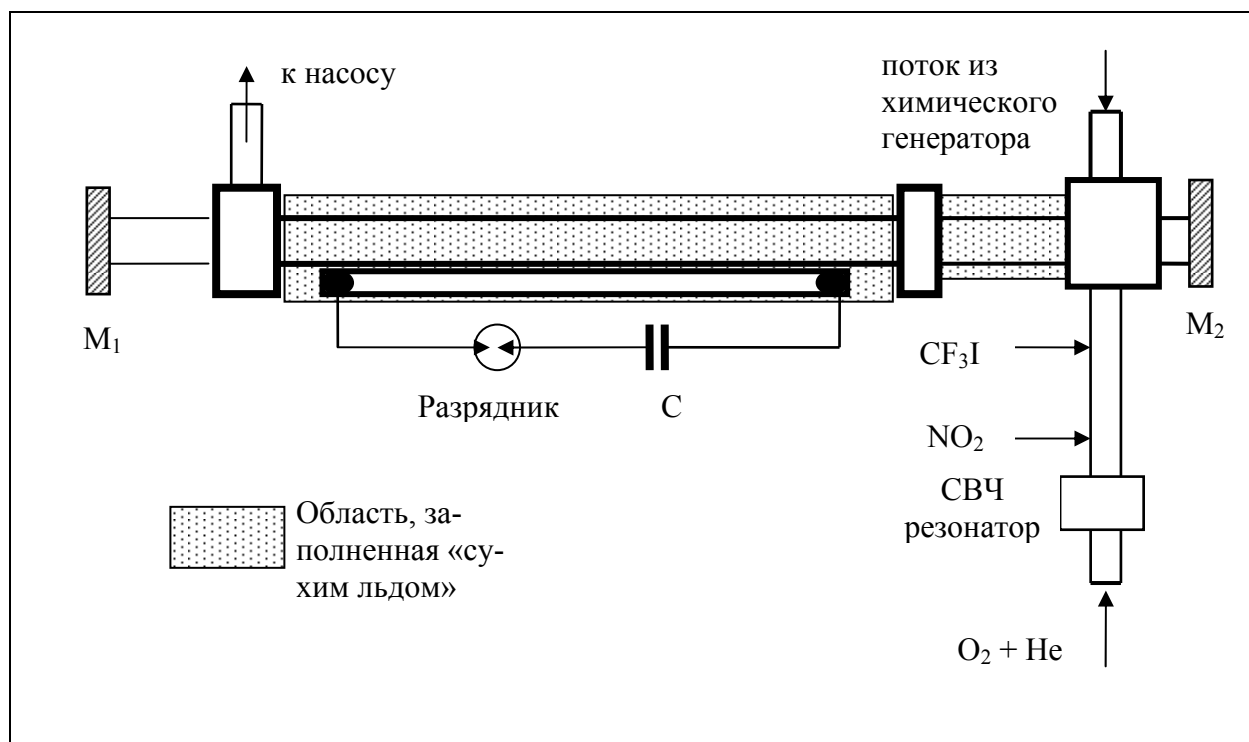 к насосу
поток из
химического
генератора
M₁
M₂
CF₃I
Разрядник
C
NO₂
СВЧ
резонатор
Область, за-
полненная «су-
хим льдом»
O₂ + He